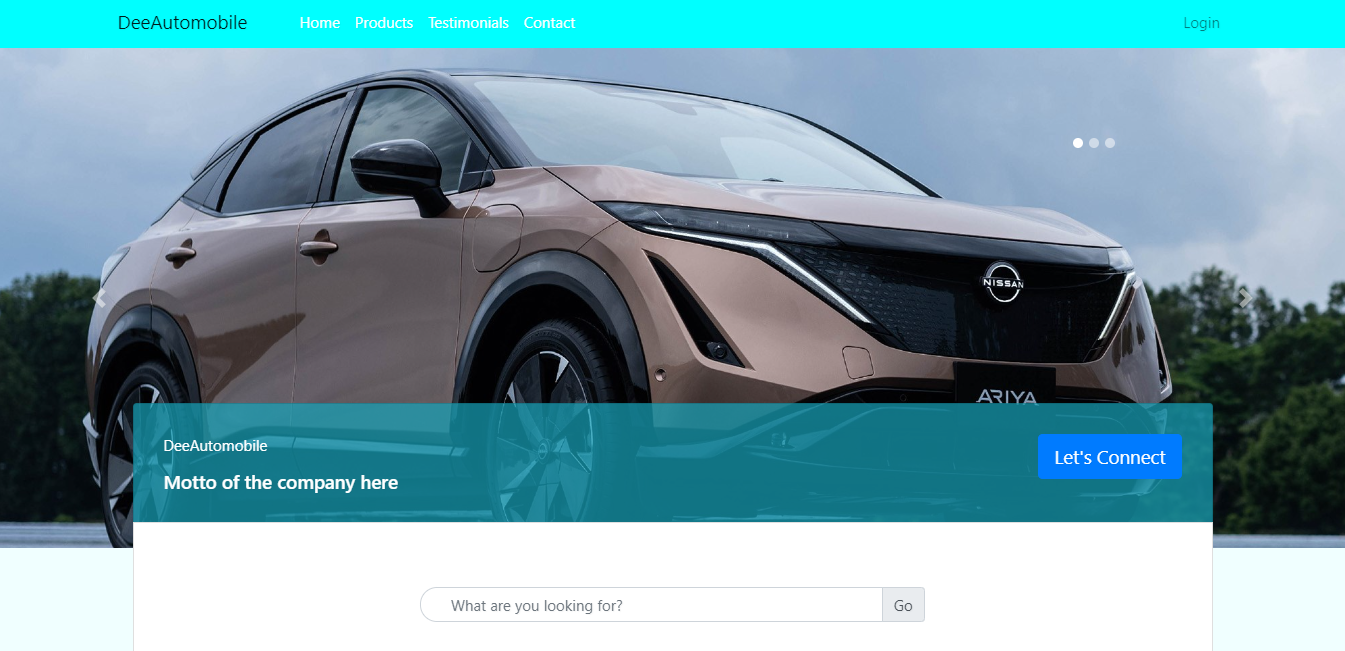 DeeAutomobile
Home Products Testimonials Contact
Login
NISSAN
ARIYA
DeeAutomobile
Motto of the company here
Let's Connect
What are you looking for?
Go